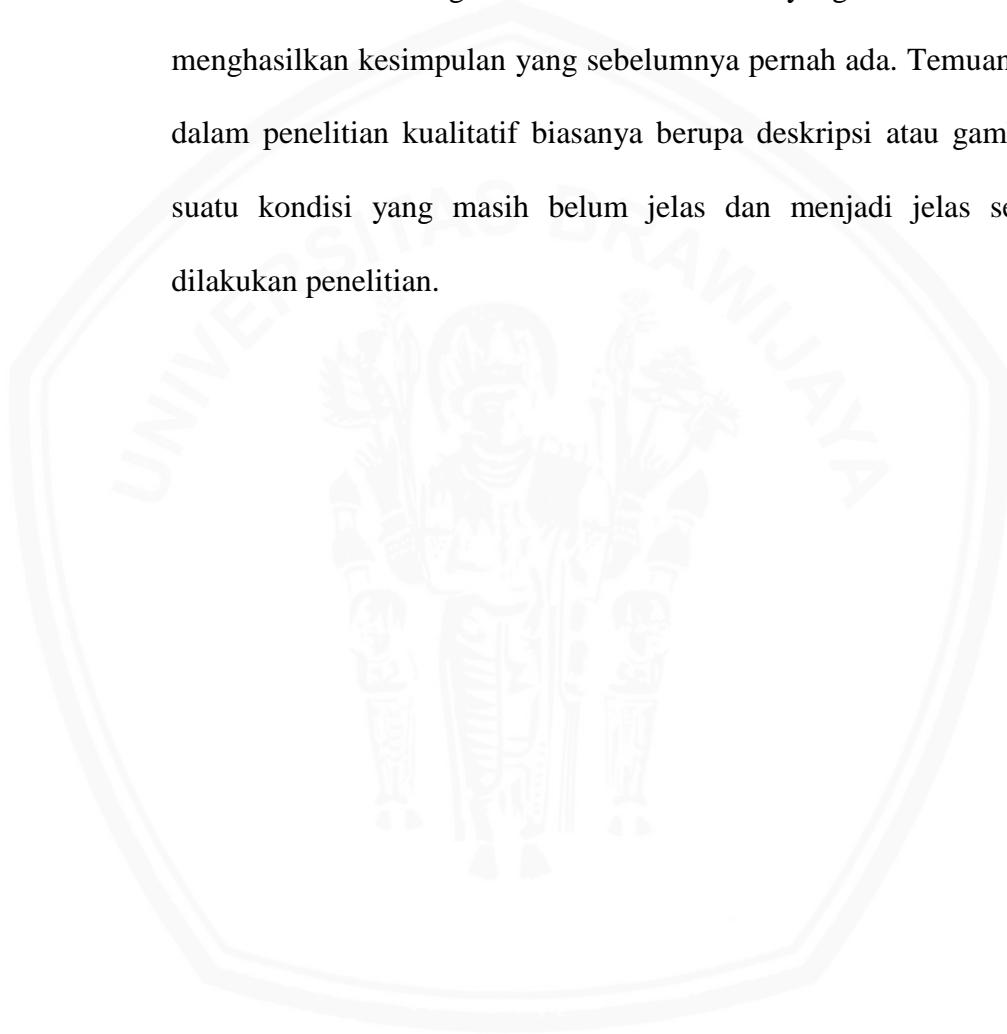 menghasilkan kesimpulan yang sebelumnya pernah ada. Temuan
dalam penelitian kualitatif biasanya berupa deskripsi atau gam
suatu kondisi yang masih belum jelas dan menjadi jelas se
dilakukan penelitian.
UNIVERSITAS BRAWIJAYA